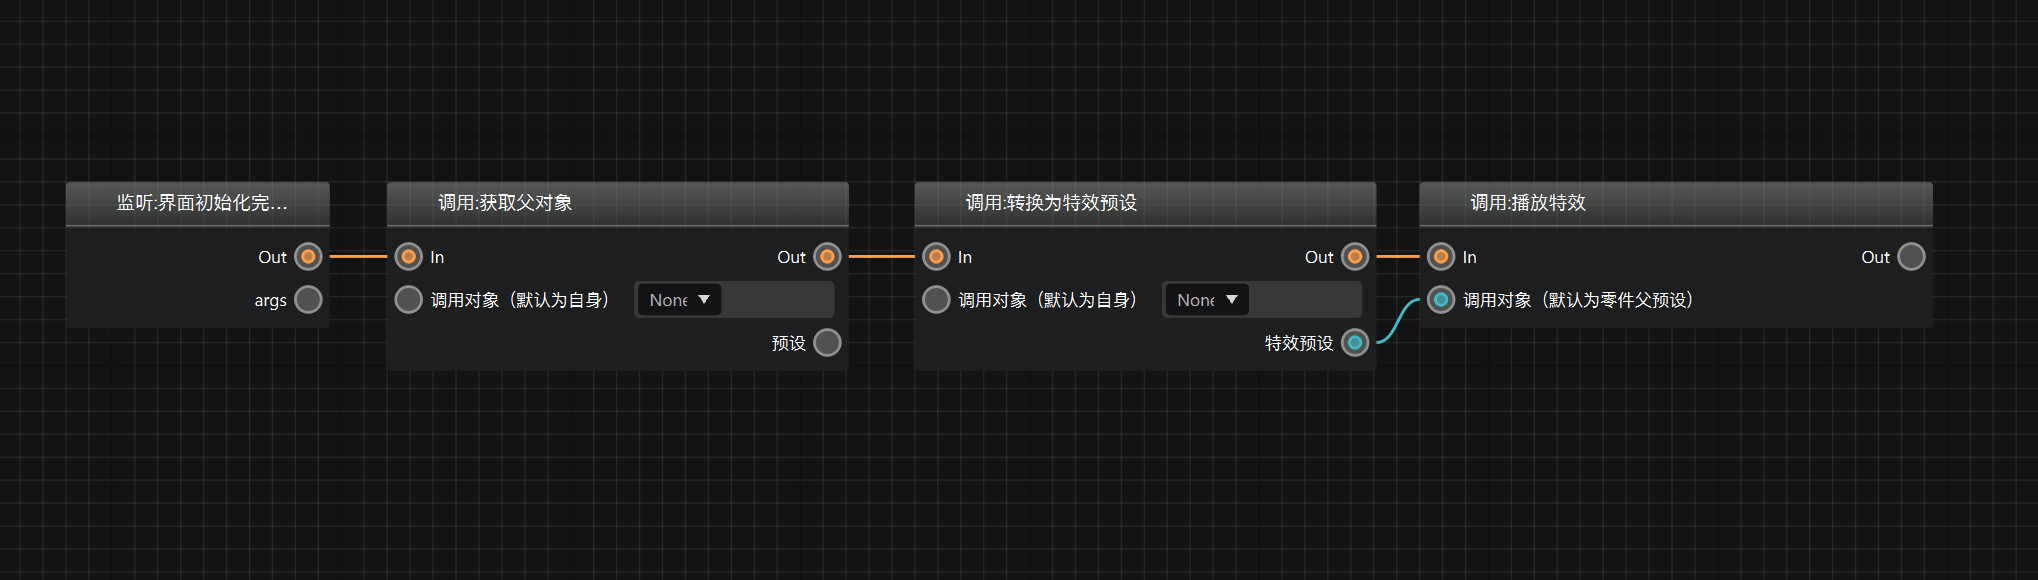 监听:界面初始化完...
Out
args
调用:获取父对象
In
Out
调用对象（默认为自身）
None
预设
调用:转换为特效预设
In
Out
调用对象（默认为自身）
None
特效预设
调用:播放特效
In
Out
调用对象（默认为零件父预设）